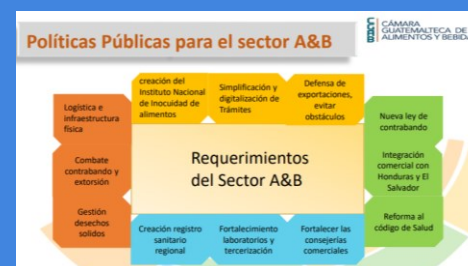 Políticas Públicas para el sector A&B
CÁMARA
GUATEMALTECA DE
ALIMENTOS Y BEBIDA
creación del
Instituto Nacional
de Inocuidad de
alimentos
Simplificación y
digitalización de
Trámites
Defensa de
exportaciones,
evitar
obstáculos
Logística e
infraestructura
física
Combate
contrabando y
extorsión
Gestión
desechos
solidos
Requerimientos
del Sector A&B
Nueva ley de
contrabando
Integración
comercial con
Honduras y El
Salvador
Reforma al
código de Salud
Creación registro
sanitario
regional
Fortalecimiento
laboratorios y
tercerización
Fortalecer las
consejerías
comerciales